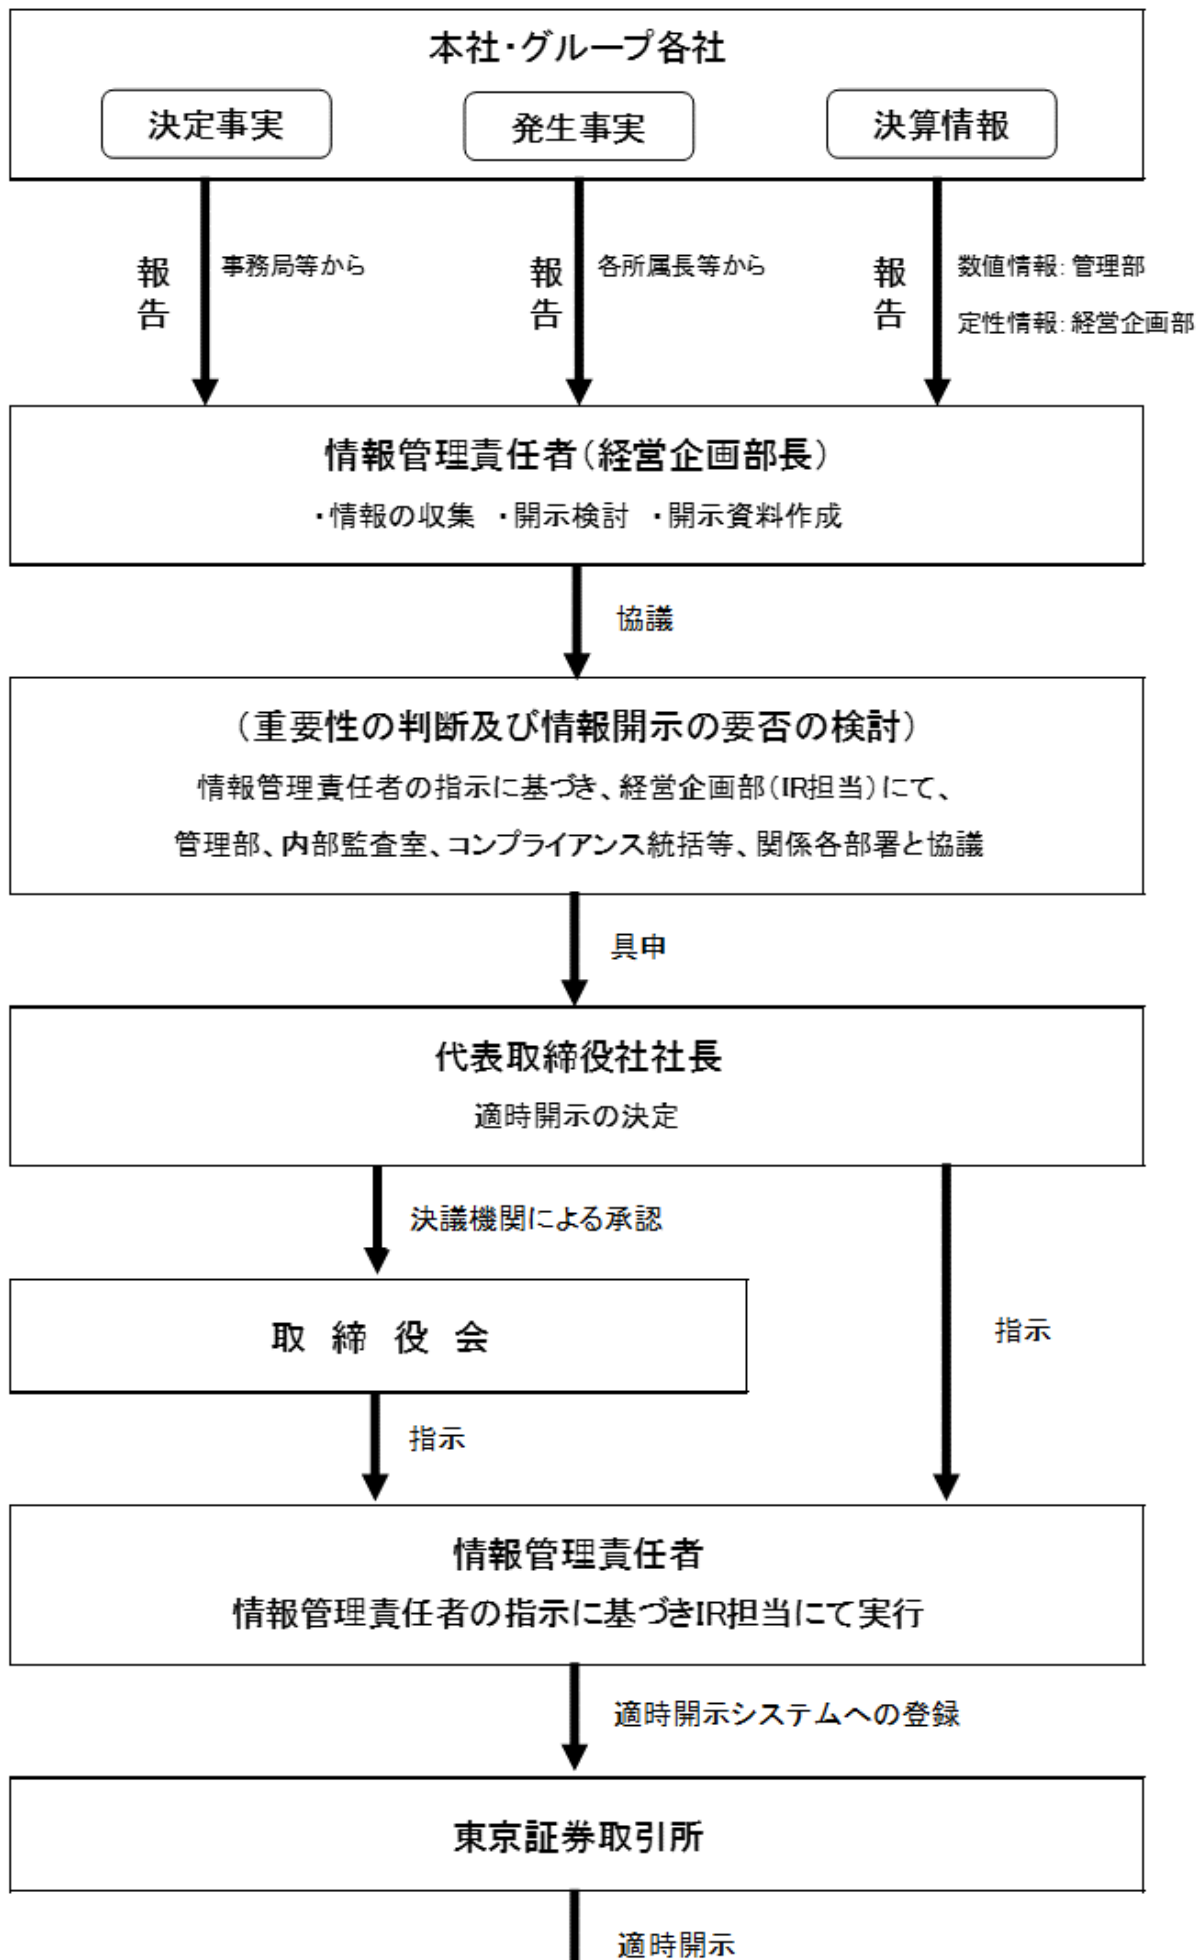 本社・グループ各社
決定事実
発生事実
決算情報
報告
事務局等から
報告
各所属長等から
報告
数値情報:管理部
定性情報:経営企画部
情報管理責任者(経営企画部長)
・情報の収集 ・開示検討 ・開示資料作成
協議
(重要性の判断及び情報開示の要否の検討)
情報管理責任者の指示に基づき、経営企画部(IR担当)にて、
管理部、内部監査室、コンプライアンス統括等、関係各部署と協議
具申
代表取締役社社長
適時開示の決定
決議機関による承認
取 締 役 会
指示
指示
情報管理責任者
情報管理責任者の指示に基づきIR担当にて実行
適時開示システムへの登録
東京証券取引所
適時開示